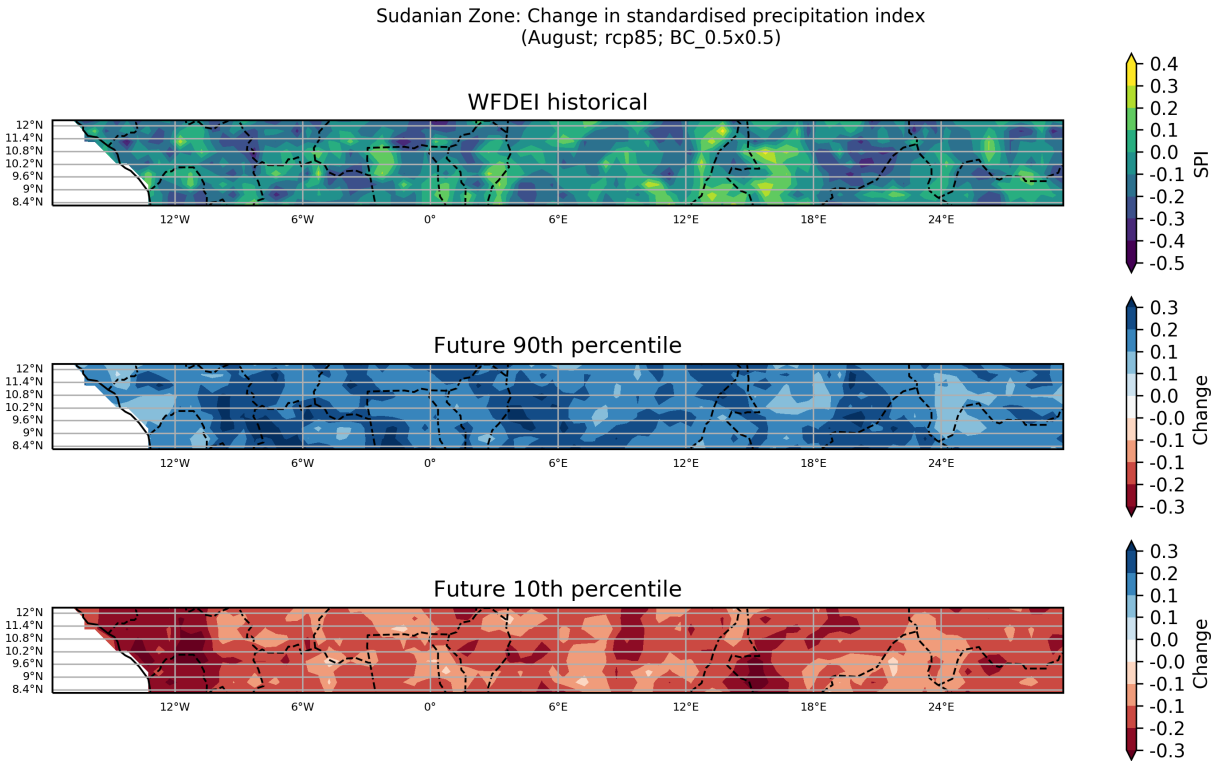 Sudanian Zone: Change in standardised precipitation index
(August; rcp85; BC_0.5x0.5)
WFDEI historical
12°N
11.4°N
10.8°N
10.2°N
9.6°N
9°N
8.4°N
12°W 6°W 0° 6°E 12°E 18°E 24°E
0.4
0.3
0.2
0.1
0.0
-0.1
-0.2
-0.3
-0.4
-0.5
SPI
Future 90th percentile
12°N
11.4°N
10.8°N
10.2°N
9.6°N
9°N
8.4°N
12°W 6°W 0° 6°E 12°E 18°E 24°E
0.3
0.2
0.1
0.1
0.0
-0.0
-0.1
-0.1
-0.2
-0.3
Change
Future 10th percentile
12°N
11.4°N
10.8°N
10.2°N
9.6°N
9°N
8.4°N
12°W 6°W 0° 6°E 12°E 18°E 24°E
0.3
0.2
0.1
0.1
0.0
-0.0
-0.1
-0.1
-0.2
-0.3
Change